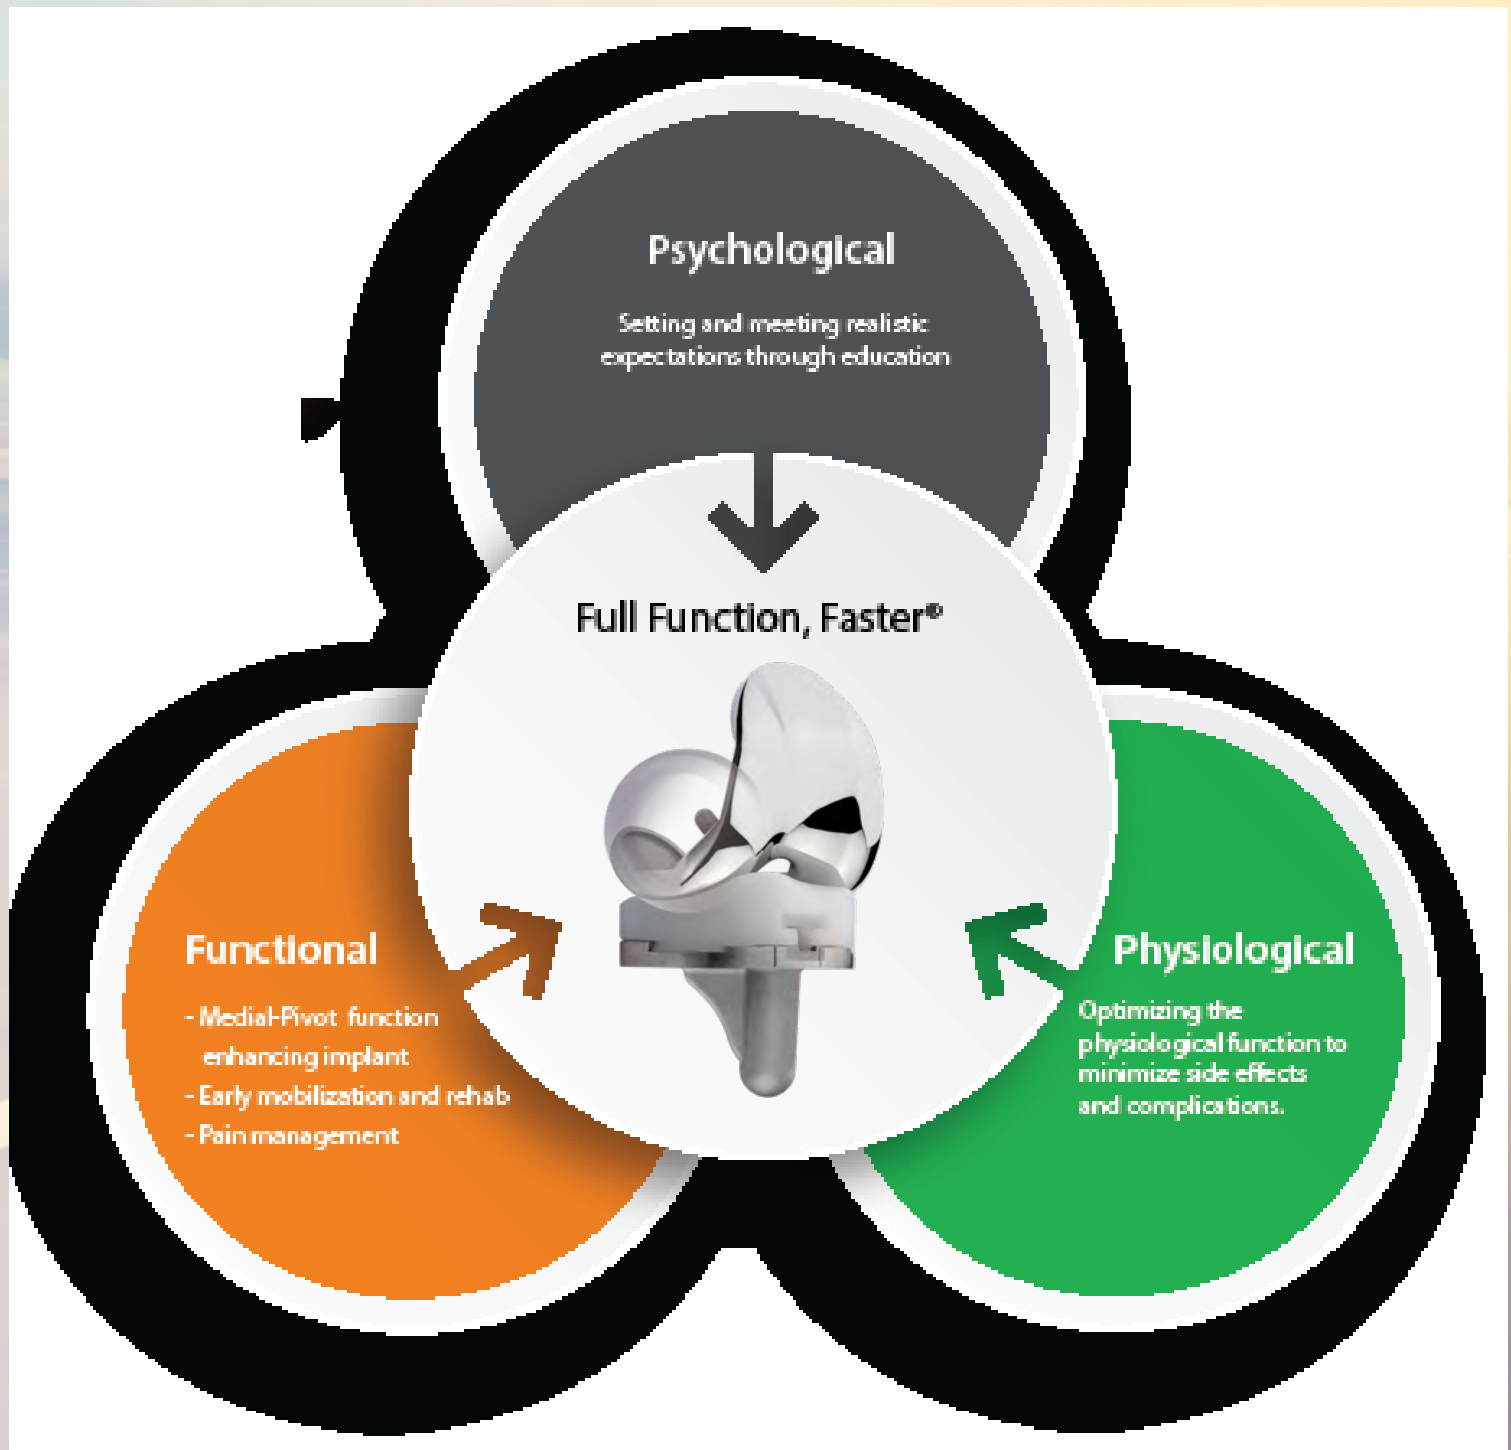 Psychological
Setting and meeting realistic
expectations through education
Full Function, Faster®
Functional
- Medial-Pivot function
enhancing implant
- Early mobilization and rehab
- Pain management
Physiological
Optimizing the
physiological function to
minimize side effects
and complications.